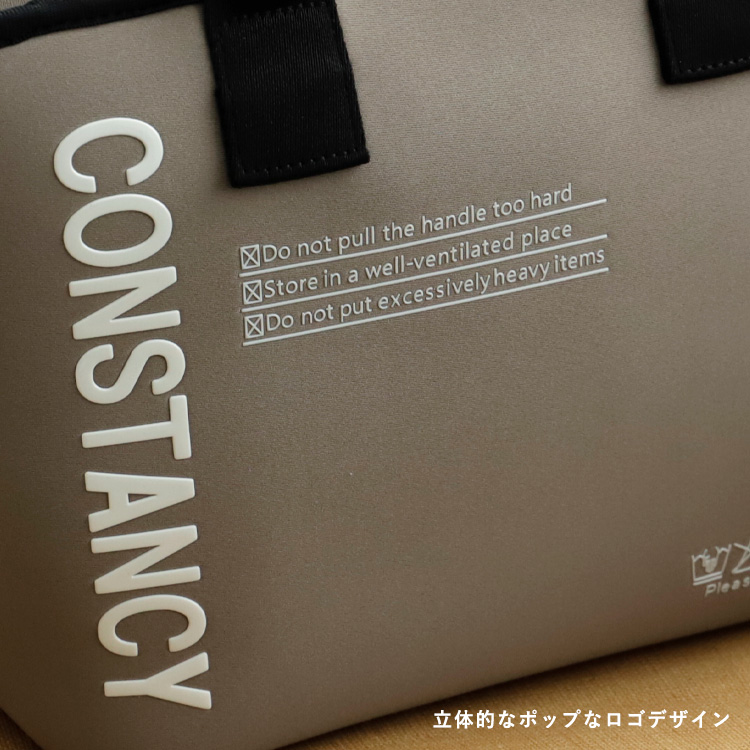 CONSTANCY
☒Do not pull the handle too hard
☒Store in a well-ventilated place
☒Do not put excessively heavy items
Pleas
立体的なポップなロゴデザイン